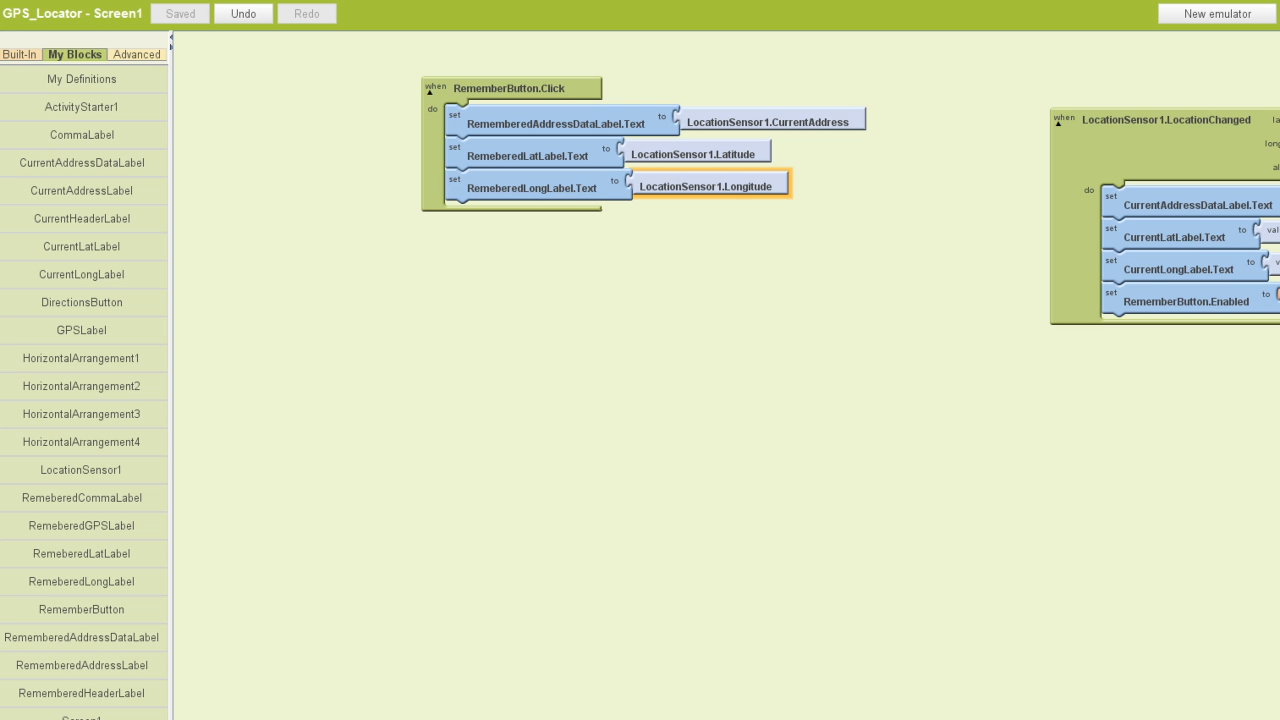 GPS_Locator - Screen1
Saved
Undo
Redo
New emulator
Built-In
My Blocks
Advanced
My Definitions
ActivityStarter1
CommaLabel
CurrentAddressDataLabel
CurrentAddressLabel
CurrentHeaderLabel
CurrentLatLabel
CurrentLongLabel
DirectionsButton
GPSLabel
HorizontalArrangement1
HorizontalArrangement2
HorizontalArrangement3
HorizontalArrangement4
LocationSensor1
RemeberedCommaLabel
RemeberedGPSLabel
RemeberedLatLabel
RemeberedLongLabel
RememberButton
RememberedAddressDataLabel
RememberedAddressLabel
RememberedHeaderLabel
Screen1
when RememberButton.Click
do
set RememberedAddressDataLabel.Text to LocationSensor1.CurrentAddress
set RemeberedLatLabel.Text to LocationSensor1.Latitude
set RemeberedLongLabel.Text to LocationSensor1.Longitude
when LocationSensor1.LocationChanged
do
set CurrentAddressDataLabel.Text
set CurrentLatLabel.Text to
set CurrentLongLabel.Text to
set RememberButton.Enabled to